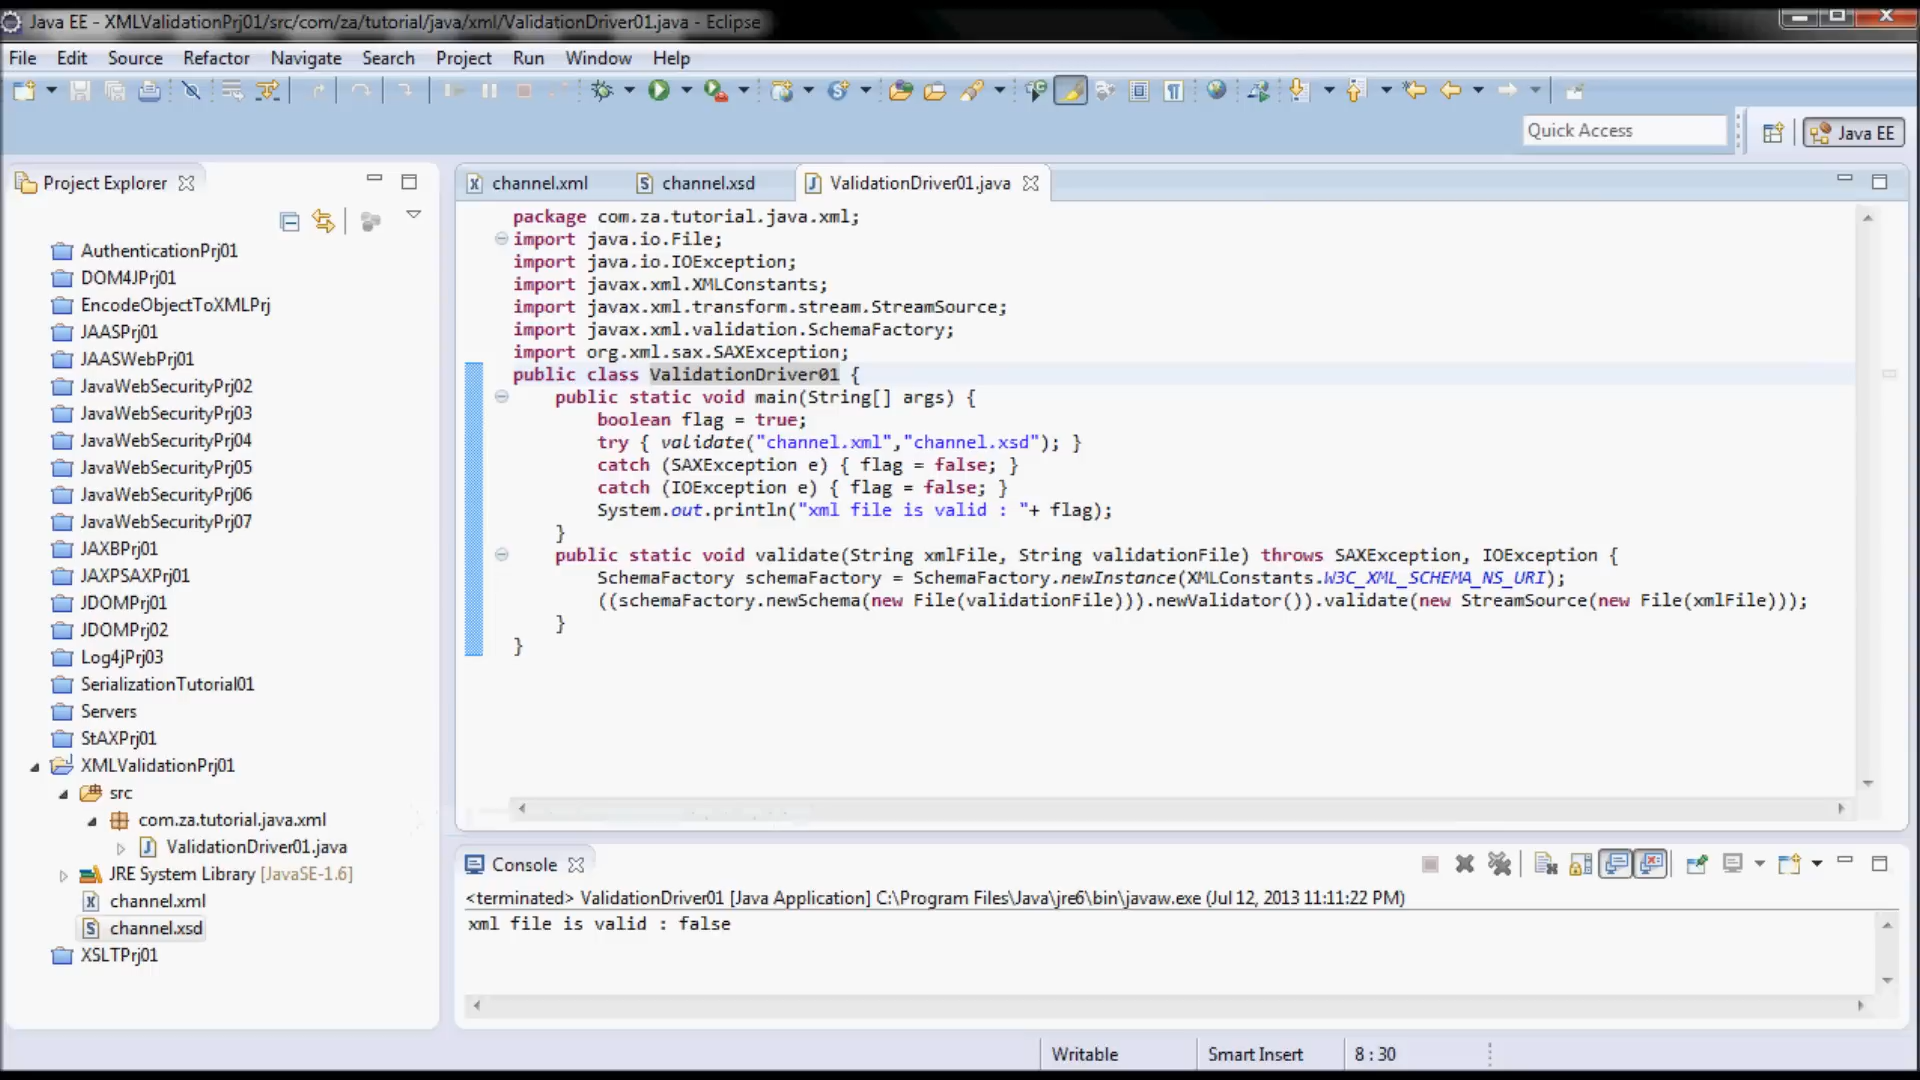 Java EE - XMLValidationPrj01/src/com/za/tutorial/java/xml/ValidationDriver01.java - Eclipse
File Edit Source Refactor Navigate Search Project Run Window Help
Quick Access
Java EE
Project Explorer
AuthenticationPrj01
DOM4JPrj01
EncodeObjectToXMLPrj
JAASPrj01
JAASWebPrj01
JavaWebSecurityPrj02
JavaWebSecurityPrj03
JavaWebSecurityPrj04
JavaWebSecurityPrj05
JavaWebSecurityPrj06
JavaWebSecurityPrj07
JAXBPrj01
JAXPSAXPrj01
JDOMPrj01
JDOMPrj02
Log4jPrj03
SerializationTutorial01
Servers
StAXPrj01
XMLValidationPrj01
src
com.za.tutorial.java.xml
ValidationDriver01.java
JRE System Library [JavaSE-1.6]
channel.xml
channel.xsd
XSLTPrj01
channel.xml channel.xsd ValidationDriver01.java
package com.za.tutorial.java.xml;
import java.io.File;
import java.io.IOException;
import javax.xml.XMLConstants;
import javax.xml.transform.stream.StreamSource;
import javax.xml.validation.SchemaFactory;
import org.xml.sax.SAXException;
public class ValidationDriver01 {
public static void main(String[] args) {
boolean flag = true;
try { validate("channel.xml","channel.xsd"); }
catch (SAXException e) { flag = false; }
catch (IOException e) { flag = false; }
System.out.println("xml file is valid : "+ flag);
}
public static void validate(String xmlFile, String validationFile) throws SAXException, IOException {
SchemaFactory schemaFactory = SchemaFactory.newInstance(XMLConstants.W3C_XML_SCHEMA_NS_URI);
((schemaFactory.newSchema(new File(validationFile))).newValidator()).validate(new StreamSource(new File(xmlFile)));
}
}
Console
<terminated> ValidationDriver01 [Java Application] C:\Program Files\Java\jre6\bin\javaw.exe (Jul 12, 2013 11:11:22 PM)
xml file is valid : false
Writable Smart Insert 8 : 30